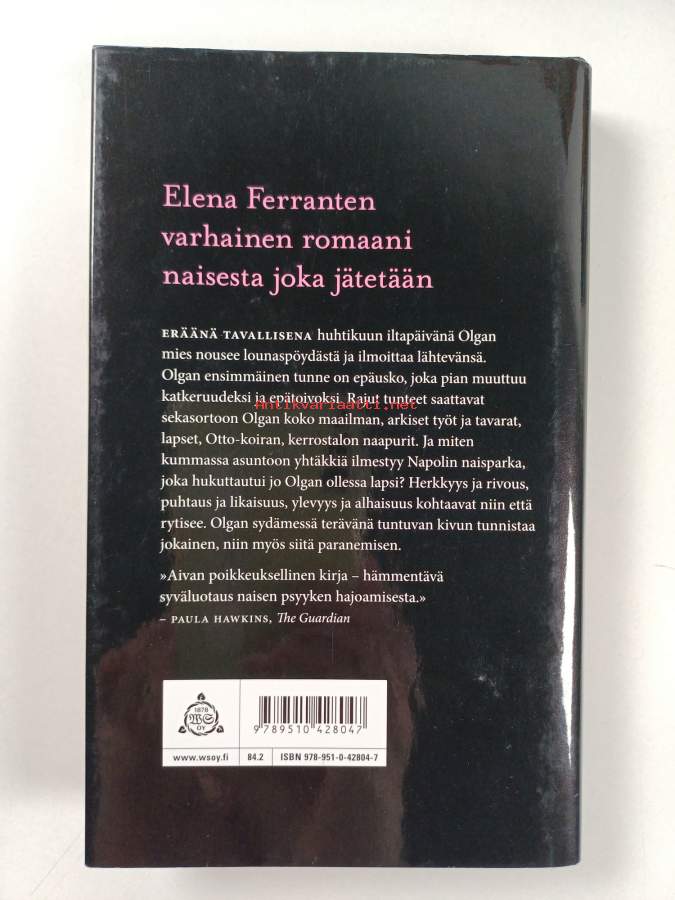 Elena Ferranten
varhainen romaani
naisesta joka jätetään
ERÄÄNÄ TAVALLISENA huhtikuun iltapäivänä Olgan
mies nousee lounaspöydästä ja ilmoittaa lähtevänsä.
Olgan ensimmäinen tunne on epäusko, joka pian muuttuu
katkeruudeksi ja epätoivoksi. Rajut tunteet saattavat
antikvariaatti.net
sekasortoon Olgan koko maailman, arkiset työt ja tavarat,
lapset, Otto-koiran, kerrostalon naapurit. Ja miten
kummassa asuntoon yhtäkkiä ilmestyy Napolin naisparka,
joka hukuttautui jo Olgan ollessa lapsi? Herkkyys ja rivous,
puhtaus ja likaisuus, ylevyys ja alhaisuus kohtaavat niin että
rytisee. Olgan sydämessä terävänä tuntuvan kivun tunnistaa
jokainen, niin myös siitä paranemisen.
»Aivan poikkeuksellinen kirja – hämmentävä
syväluotaus naisen psyyken hajoamisesta.»
– PAULA HAWKINS, The Guardian
1878
WS
OY
9 789510 428047
www.wsoy.fi 84.2 ISBN 978-951-0-42804-7